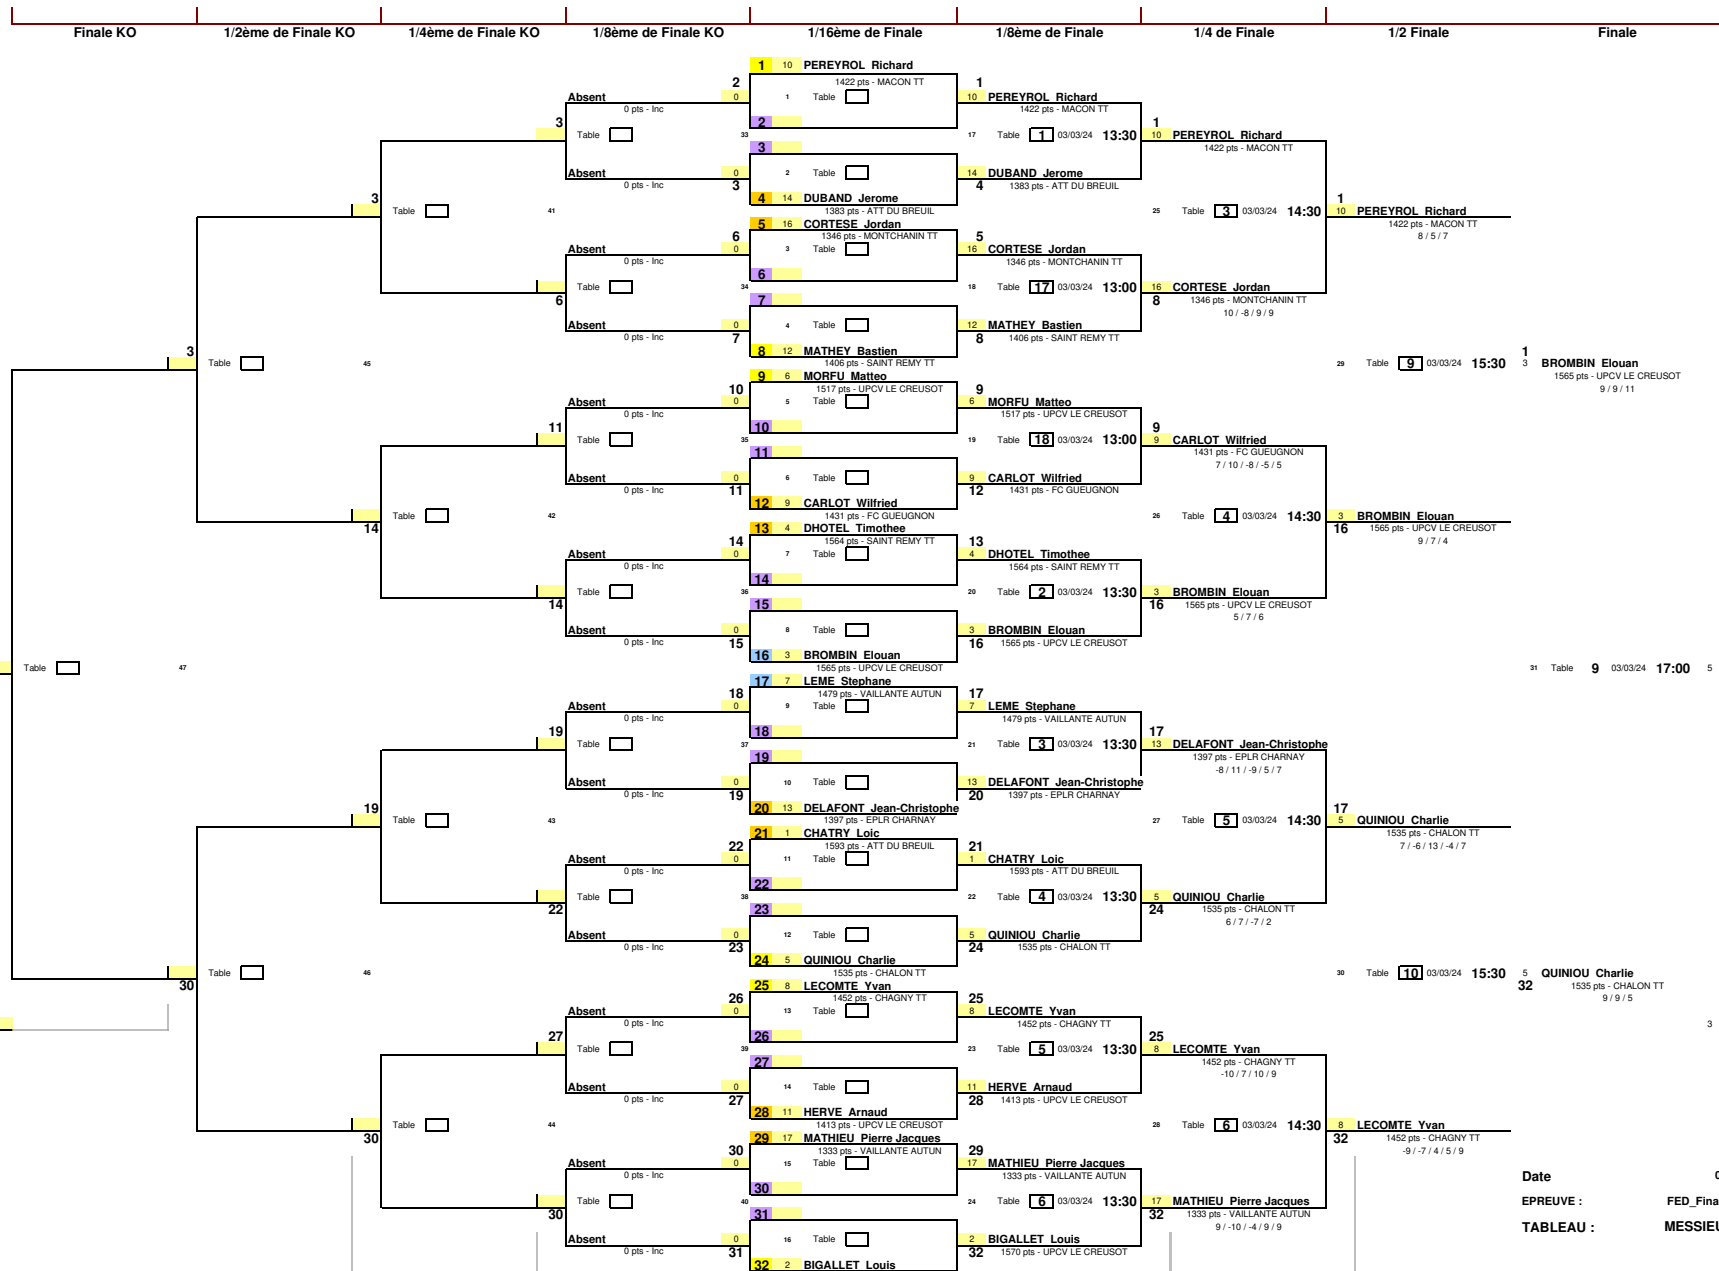 Finale KO 1/2ème de Finale KO 1/4ème de Finale KO 1/8ème de Finale KO 1/16ème de Finale 1/8ème de Finale 1/4 de Finale 1/2 Finale Finale
1 10 PEREYROL Richard
2 1422 pts - MACON TT 1
Absent 0 1 Table 10 PEREYROL Richard
0 pts - Inc 1422 pts - MACON TT
3 2 1
Table 33 17 Table 1 03/03/24 13:30 10 PEREYROL Richard
3 1422 pts - MACON TT
Absent 0 2 Table 14 DUBAND Jerome
0 pts - Inc 3 4 1383 pts - ATT DU BREUIL
3 4 14 DUBAND Jerome 1
Table 41 1383 pts - ATT DU BREUIL 25 Table 3 03/03/24 14:30 10 PEREYROL Richard
5 16 CORTESE Jordan 1422 pts - MACON TT
6 1346 pts - MONTCHANIN TT 5 8 / 5 / 7
Absent 0 3 Table 16 CORTESE Jordan
0 pts - Inc 1346 pts - MONTCHANIN TT
6
Table 34 18 Table 17 03/03/24 13:00 16 CORTESE Jordan
6 7 8 1346 pts - MONTCHANIN TT
10 / -8 / 9 / 9
Absent 0 4 Table 12 MATHEY Bastien
0 pts - Inc 7 8 1406 pts - SAINT REMY TT
3 8 12 MATHEY Bastien 1
Table 45 1406 pts - SAINT REMY TT 29 Table 9 03/03/24 15:30 3 BROMBIN Elouan
9 6 MORFU Matteo 1565 pts - UPCV LE CREUSOT
10 1517 pts - UPCV LE CREUSOT 9 9 / 9 / 11
Absent 0 5 Table 6 MORFU Matteo
0 pts - Inc 1517 pts - UPCV LE CREUSOT
11 10 9
Table 35 19 Table 18 03/03/24 13:00 9 CARLOT Wilfried
11 1431 pts - FC GUEUGNON
7 / 10 / -8 / -5 / 5
Absent 0 6 Table 9 CARLOT Wilfried
0 pts - Inc 11 12 1431 pts - FC GUEUGNON
12 9 CARLOT Wilfried
Table 42 1431 pts - FC GUEUGNON 26 Table 4 03/03/24 14:30 3 BROMBIN Elouan
14 13 4 DHOTEL Timothee 16 1565 pts - UPCV LE CREUSOT
14 1564 pts - SAINT REMY TT 13 9 / 7 / 4
Absent 0 7 Table 4 DHOTEL Timothee
0 pts - Inc 1564 pts - SAINT REMY TT
14
Table 36 20 Table 2 03/03/24 13:30 3 BROMBIN Elouan
14 15 16 1565 pts - UPCV LE CREUSOT
5 / 7 / 6
Absent 0 8 Table 3 BROMBIN Elouan
0 pts - Inc 15 16 1565 pts - UPCV LE CREUSOT
16 3 BROMBIN Elouan
Table 47 1565 pts - UPCV LE CREUSOT 31 Table 9 03/03/24 17:00 5
17 7 LEME Stephane
18 1479 pts - VAILLANTE AUTUN 17
Absent 0 9 Table 7 LEME Stephane
0 pts - Inc 1479 pts - VAILLANTE AUTUN
19 18 17
Table 37 21 Table 3 03/03/24 13:30 13 DELAFONT Jean-Christophe
19 1397 pts - EPLR CHARNAY
-8 / 11 / -9 / 5 / 7
Absent 0 10 Table 13 DELAFONT Jean-Christophe
0 pts - Inc 19 20 1397 pts - EPLR CHARNAY
19 20 13 DELAFONT Jean-Christophe 17
Table 43 1397 pts - EPLR CHARNAY 27 Table 5 03/03/24 14:30 5 QUINIOU Charlie
21 1 CHATRY Loic 1535 pts - CHALON TT
22 1593 pts - ATT DU BREUIL 21 7 / -6 / 13 / -4 / 7
Absent 0 11 Table 1 CHATRY Loic
0 pts - Inc 1593 pts - ATT DU BREUIL
22
Table 38 22 Table 4 03/03/24 13:30 5 QUINIOU Charlie
22 23 24 1535 pts - CHALON TT
6 / 7 / -7 / 2
Absent 0 12 Table 5 QUINIOU Charlie
0 pts - Inc 23 24 1535 pts - CHALON TT
24 5 QUINIOU Charlie
Table 46 1535 pts - CHALON TT 30 Table 10 03/03/24 15:30 5 QUINIOU Charlie
30 25 8 LECOMTE Yvan 32 1535 pts - CHALON TT
26 1452 pts - CHAGNY TT 25 9 / 9 / 5
Absent 0 13 Table 8 LECOMTE Yvan
0 pts - Inc 1452 pts - CHAGNY TT 3
27 26 25
Table 39 23 Table 5 03/03/24 13:30 8 LECOMTE Yvan
27 1452 pts - CHAGNY TT
-10 / 7 / 10 / 9
Absent 0 14 Table 11 HERVE Arnaud
0 pts - Inc 27 28 1413 pts - UPCV LE CREUSOT
28 11 HERVE Arnaud
Table 44 1413 pts - UPCV LE CREUSOT 28 Table 6 03/03/24 14:30 8 LECOMTE Yvan
30 29 17 MATHIEU Pierre Jacques 32 1452 pts - CHAGNY TT
30 1333 pts - VAILLANTE AUTUN 29 -9 / -7 / 4 / 5 / 9
Absent 0 15 Table 17 MATHIEU Pierre Jacques
0 pts - Inc 1333 pts - VAILLANTE AUTUN Date
30
Table 40 24 Table 6 03/03/24 13:30 17 MATHIEU Pierre Jacques EPREUVE : FED_Fina
30 31 32 1333 pts - VAILLANTE AUTUN
9 / -10 / -4 / 9 / 9 TABLEAU : MESSIEU
Absent 0 16 Table 2 BIGALLET Louis
0 pts - Inc 31 32 1570 pts - UPCV LE CREUSOT
32 2 BIGALLET Louis